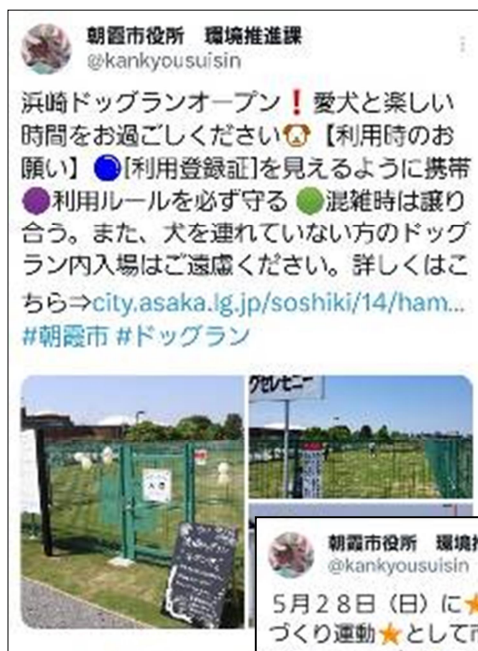 朝霞市役所　環境推進課
@kankyousuisin
浜崎ドッグランオープン❗愛犬と楽しい
時間をお過ごしください🐶【利用時のお
願い】🔵[利用登録証]を見えるように携帯
🟣利用ルールを必ず守る 🟢混雑時は譲り
合う。また、犬を連れていない方のドッグ
ラン内入場はご遠慮ください。詳しくはこ
ちら⇒city.asaka.lg.jp/soshiki/14/ham...
#朝霞市 #ドッグラン
グセレモニー
朝霞市役所　環境推
@kankyousuisin
5月28日（日）に⭐
づくり運動⭐として市